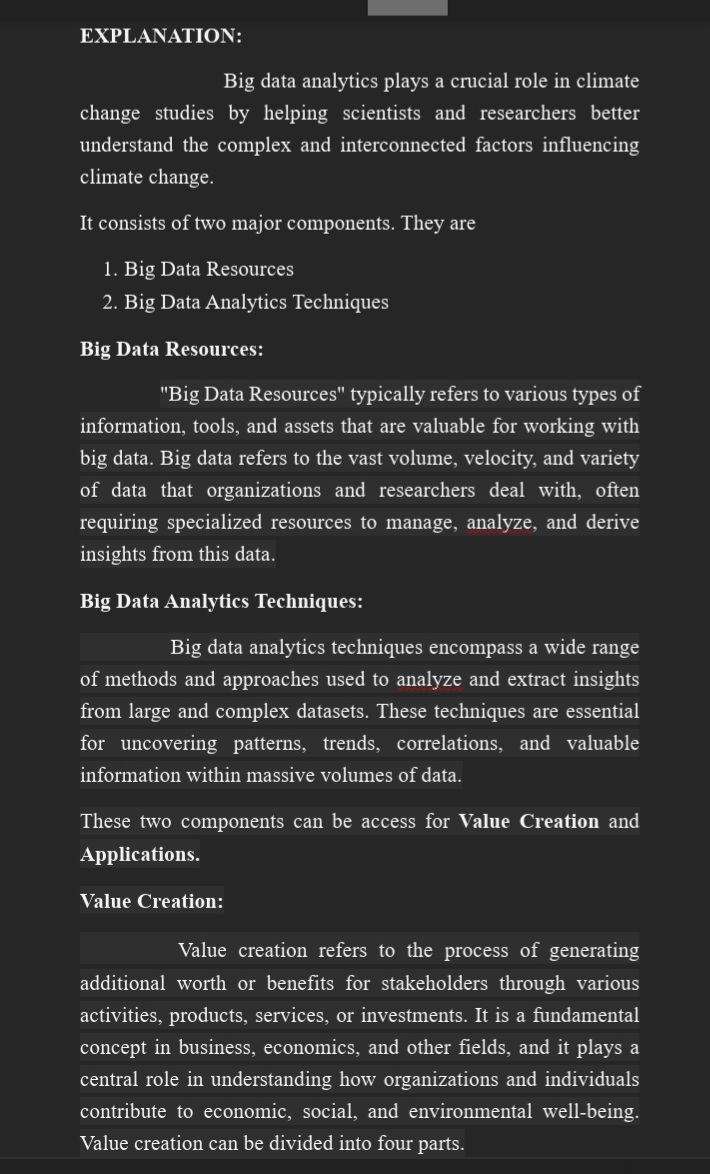 EXPLANATION:
Big data analytics plays a crucial role in climate
change studies by helping scientists and researchers better
understand the complex and interconnected factors influencing
climate change.
It consists of two major components. They are
1. Big Data Resources
2. Big Data Analytics Techniques
Big Data Resources:
"Big Data Resources" typically refers to various types of
information, tools, and assets that are valuable for working with
big data. Big data refers to the vast volume, velocity, and variety
of data that organizations and researchers deal with, often
requiring specialized resources to manage, analyze, and derive
insights from this data.
Big Data Analytics Techniques:
Big data analytics techniques encompass a wide range
of methods and approaches used to analyze and extract insights
from large and complex datasets. These techniques are essential
for uncovering patterns, trends, correlations, and valuable
information within massive volumes of data.
These two components can be access for Value Creation and
Applications.
Value Creation:
Value creation refers to the process of generating
additional worth or benefits for stakeholders through various
activities, products, services, or investments. It is a fundamental
concept in business, economics, and other fields, and it plays a
central role in understanding how organizations and individuals
contribute to economic, social, and environmental well-being.
Value creation can be divided into four parts.